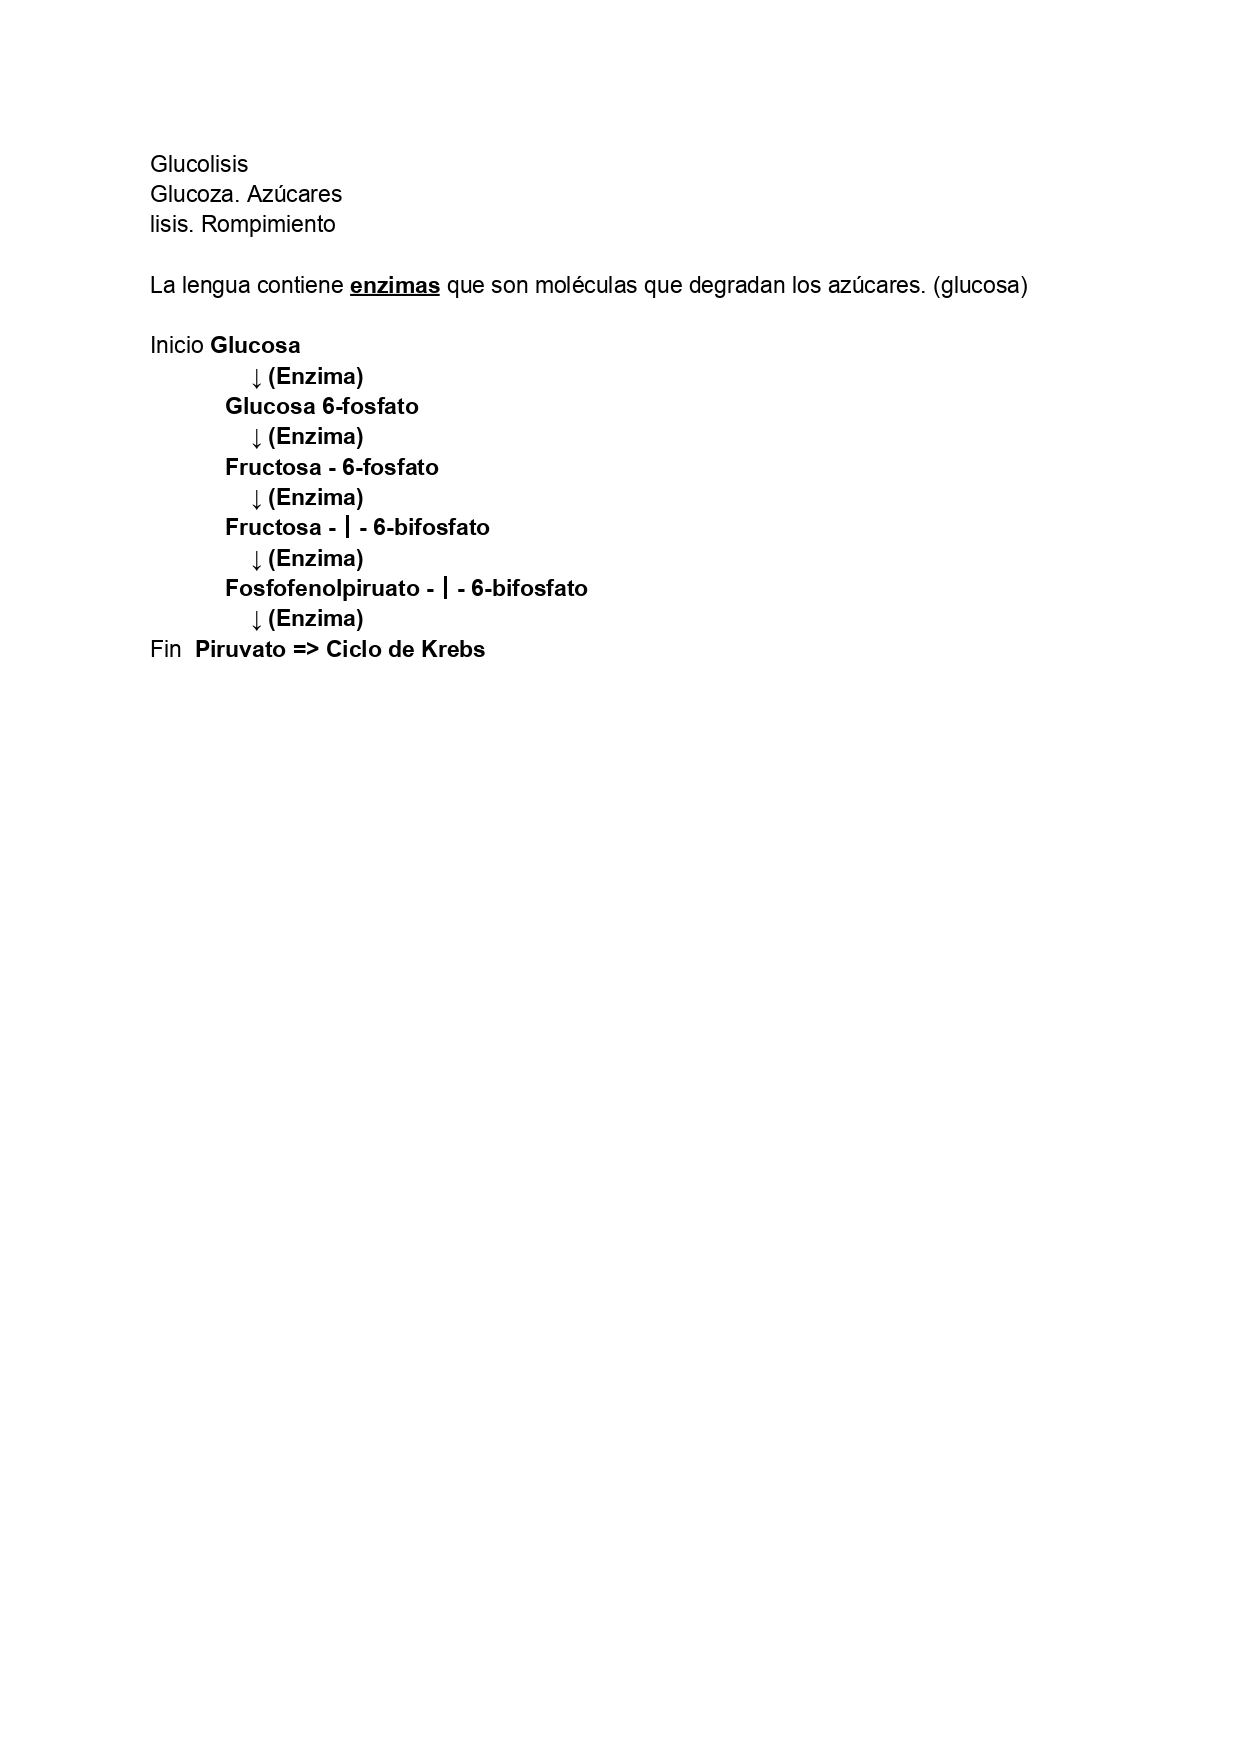 Glucolisis
Glucoza. Azúcares
lisis. Rompimiento
La lengua contiene enzimas que son moléculas que degradan los azúcares. (glucosa)
Inicio Glucosa
↓ (Enzima)
Glucosa 6-fosfato
↓ (Enzima)
Fructosa - 6-fosfato
↓ (Enzima)
Fructosa - | - 6-bifosfato
↓ (Enzima)
Fosfofenolpiruato - | - 6-bifosfato
↓ (Enzima)
Fin Piruvato => Ciclo de Krebs